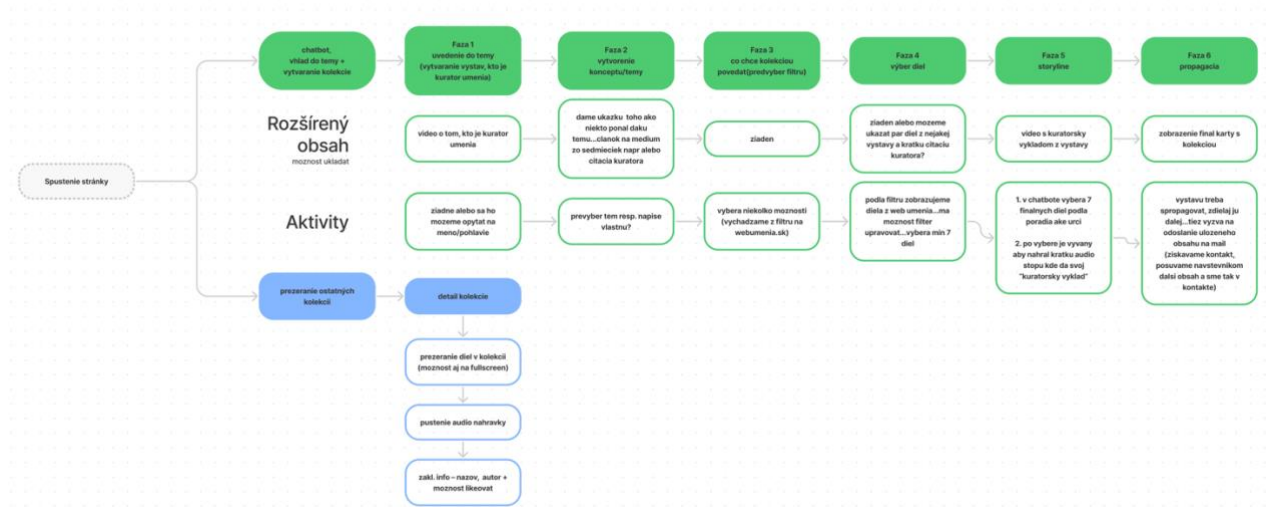 chatbot,
vhlad do temy +
vytvaranie kolekcie
Faza 1
uvedenie do temy
(vytvaranie vystav, kto je
kurator umenia)
Faza 2
vytvorenie
konceptu/temy
Faza 3
co chce kolekciou
povedat(predvyber filtru)
Faza 4
výber diel
Faza 5
storyline
Faza 6
propagacia
Rozšírený
obsah
moznost ukladat
video o tom, kto je kurator
umenia
dame ukazku toho ako
niekto ponal daku
temu...clanok na medium
zo sedmieciek napr alebo
citacia kuratora
ziaden
ziaden alebo mozeme
ukazat par diel z nejakej
vystavy a kratku citaciu
kuratora?
video s kuratorsky
vykladom z vystavy
zobrazenie final karty s
kolekciou
Spustenie stránky
Aktivity
ziadne alebo sa ho
mozeme opytat na
meno/pohlavie
prevyber tem resp. napise
vlastnu?
vybera niekolko moznosti
(vychadzame z filtru na
webumenia.sk)
podla filtru zobrazujeme
diela z web umenia...ma
moznost filter
upravovat...vybera min 7
diel
1. v chatbote vybera 7
finalnych diel podla
poradia ake urci
2. po vybere je vyvany
aby nahral kratku audio
stopu kde da svoj
"kuratorsky vyklad"
vystavu treba
spropagovat, zdielaj ju
dalej...tiez vyzva na
odoslanie ulozeneho
obsahu na mail
(ziskavame kontakt,
posuvame navstevnikom
dalsi obsah a sme tak v
kontakte)
prezeranie ostatných
kolekcií
detail kolekcie
prezeranie diel v kolekcii
(moznost aj na fullscreen)
pustenie audio nahravky
zakl. info – nazov, autor +
moznost likeovat